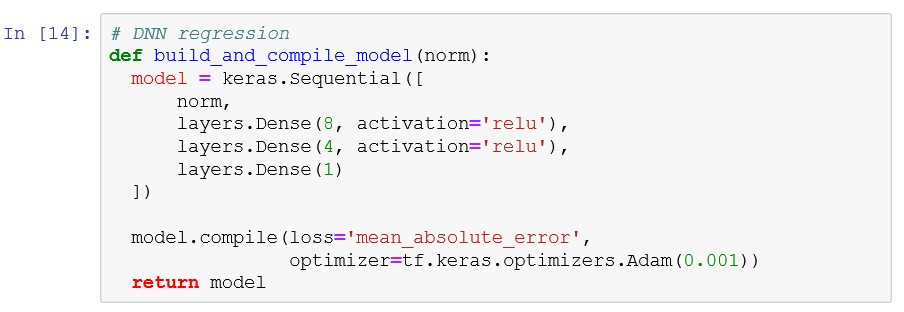 In [14]: # DNN regression
def build_and_compile_model(norm):
  model = keras.Sequential([
      norm,
      layers.Dense(8, activation='relu'),
      layers.Dense(4, activation='relu'),
      layers.Dense(1)
  ])
  model.compile(loss='mean_absolute_error',
                optimizer=tf.keras.optimizers.Adam(0.001))
  return model